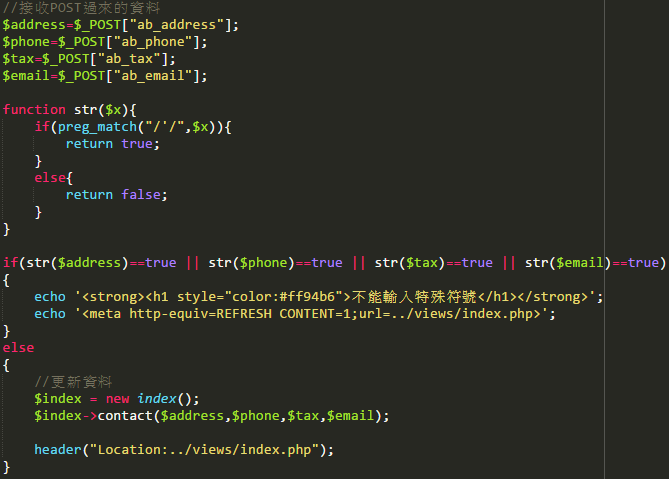 //接收POST過來的資料
$address=$_POST["ab_address"];
$phone=$_POST["ab_phone"];
$tax=$_POST["ab_tax"];
$email=$_POST["ab_email"];
function str($x){
if(preg_match("/'/",$x)){
return true;
}
else{
return false;
}
}
if(str($address)==true || str($phone)==true || str($tax)==true || str($email)==true)
{
echo '<strong><h1 style="color:#ff94b6">不能輸入特殊符號</h1></strong>';
echo '<meta http-equiv=REFRESH CONTENT=1;url=../views/index.php>';
}
else
{
//更新資料
$index = new index();
$index->contact($address,$phone,$tax,$email);
header("Location:../views/index.php");
}